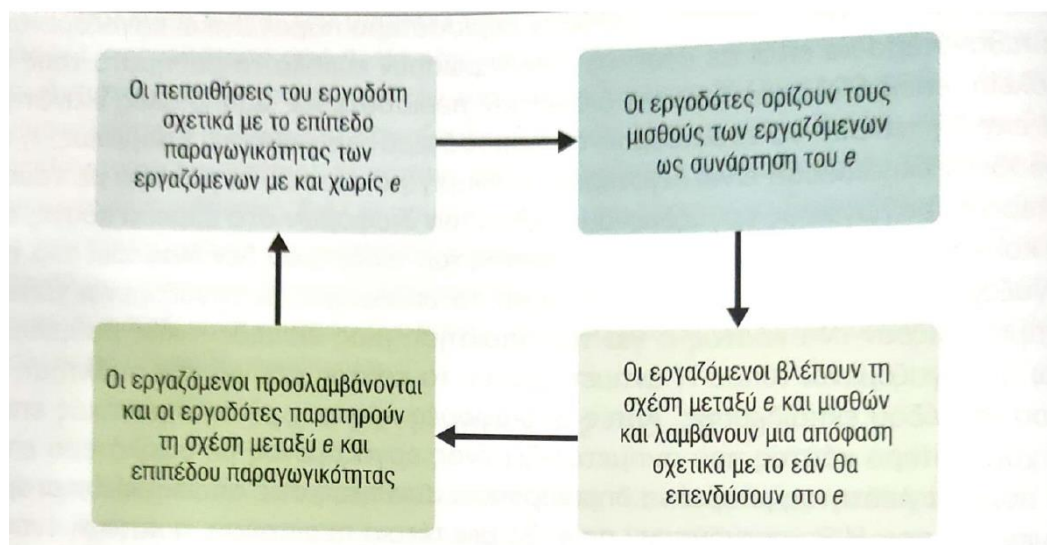 Οι πεποιθήσεις του εργοδότη
σχετικά με το επίπεδο
παραγωγικότητας των
εργαζόμενων με και χωρίς e
Οι εργοδότες ορίζουν τους
μισθούς των εργαζόμενων
ως συνάρτηση του e
Οι εργαζόμενοι βλέπουν τη
σχέση μεταξύ e και μισθών
και λαμβάνουν μια απόφαση
σχετικά με το εάν θα
επενδύσουν στο e
Οι εργαζόμενοι προσλαμβάνονται
και οι εργοδότες παρατηρούν
τη σχέση μεταξύ e και
επιπέδου παραγωγικότητας